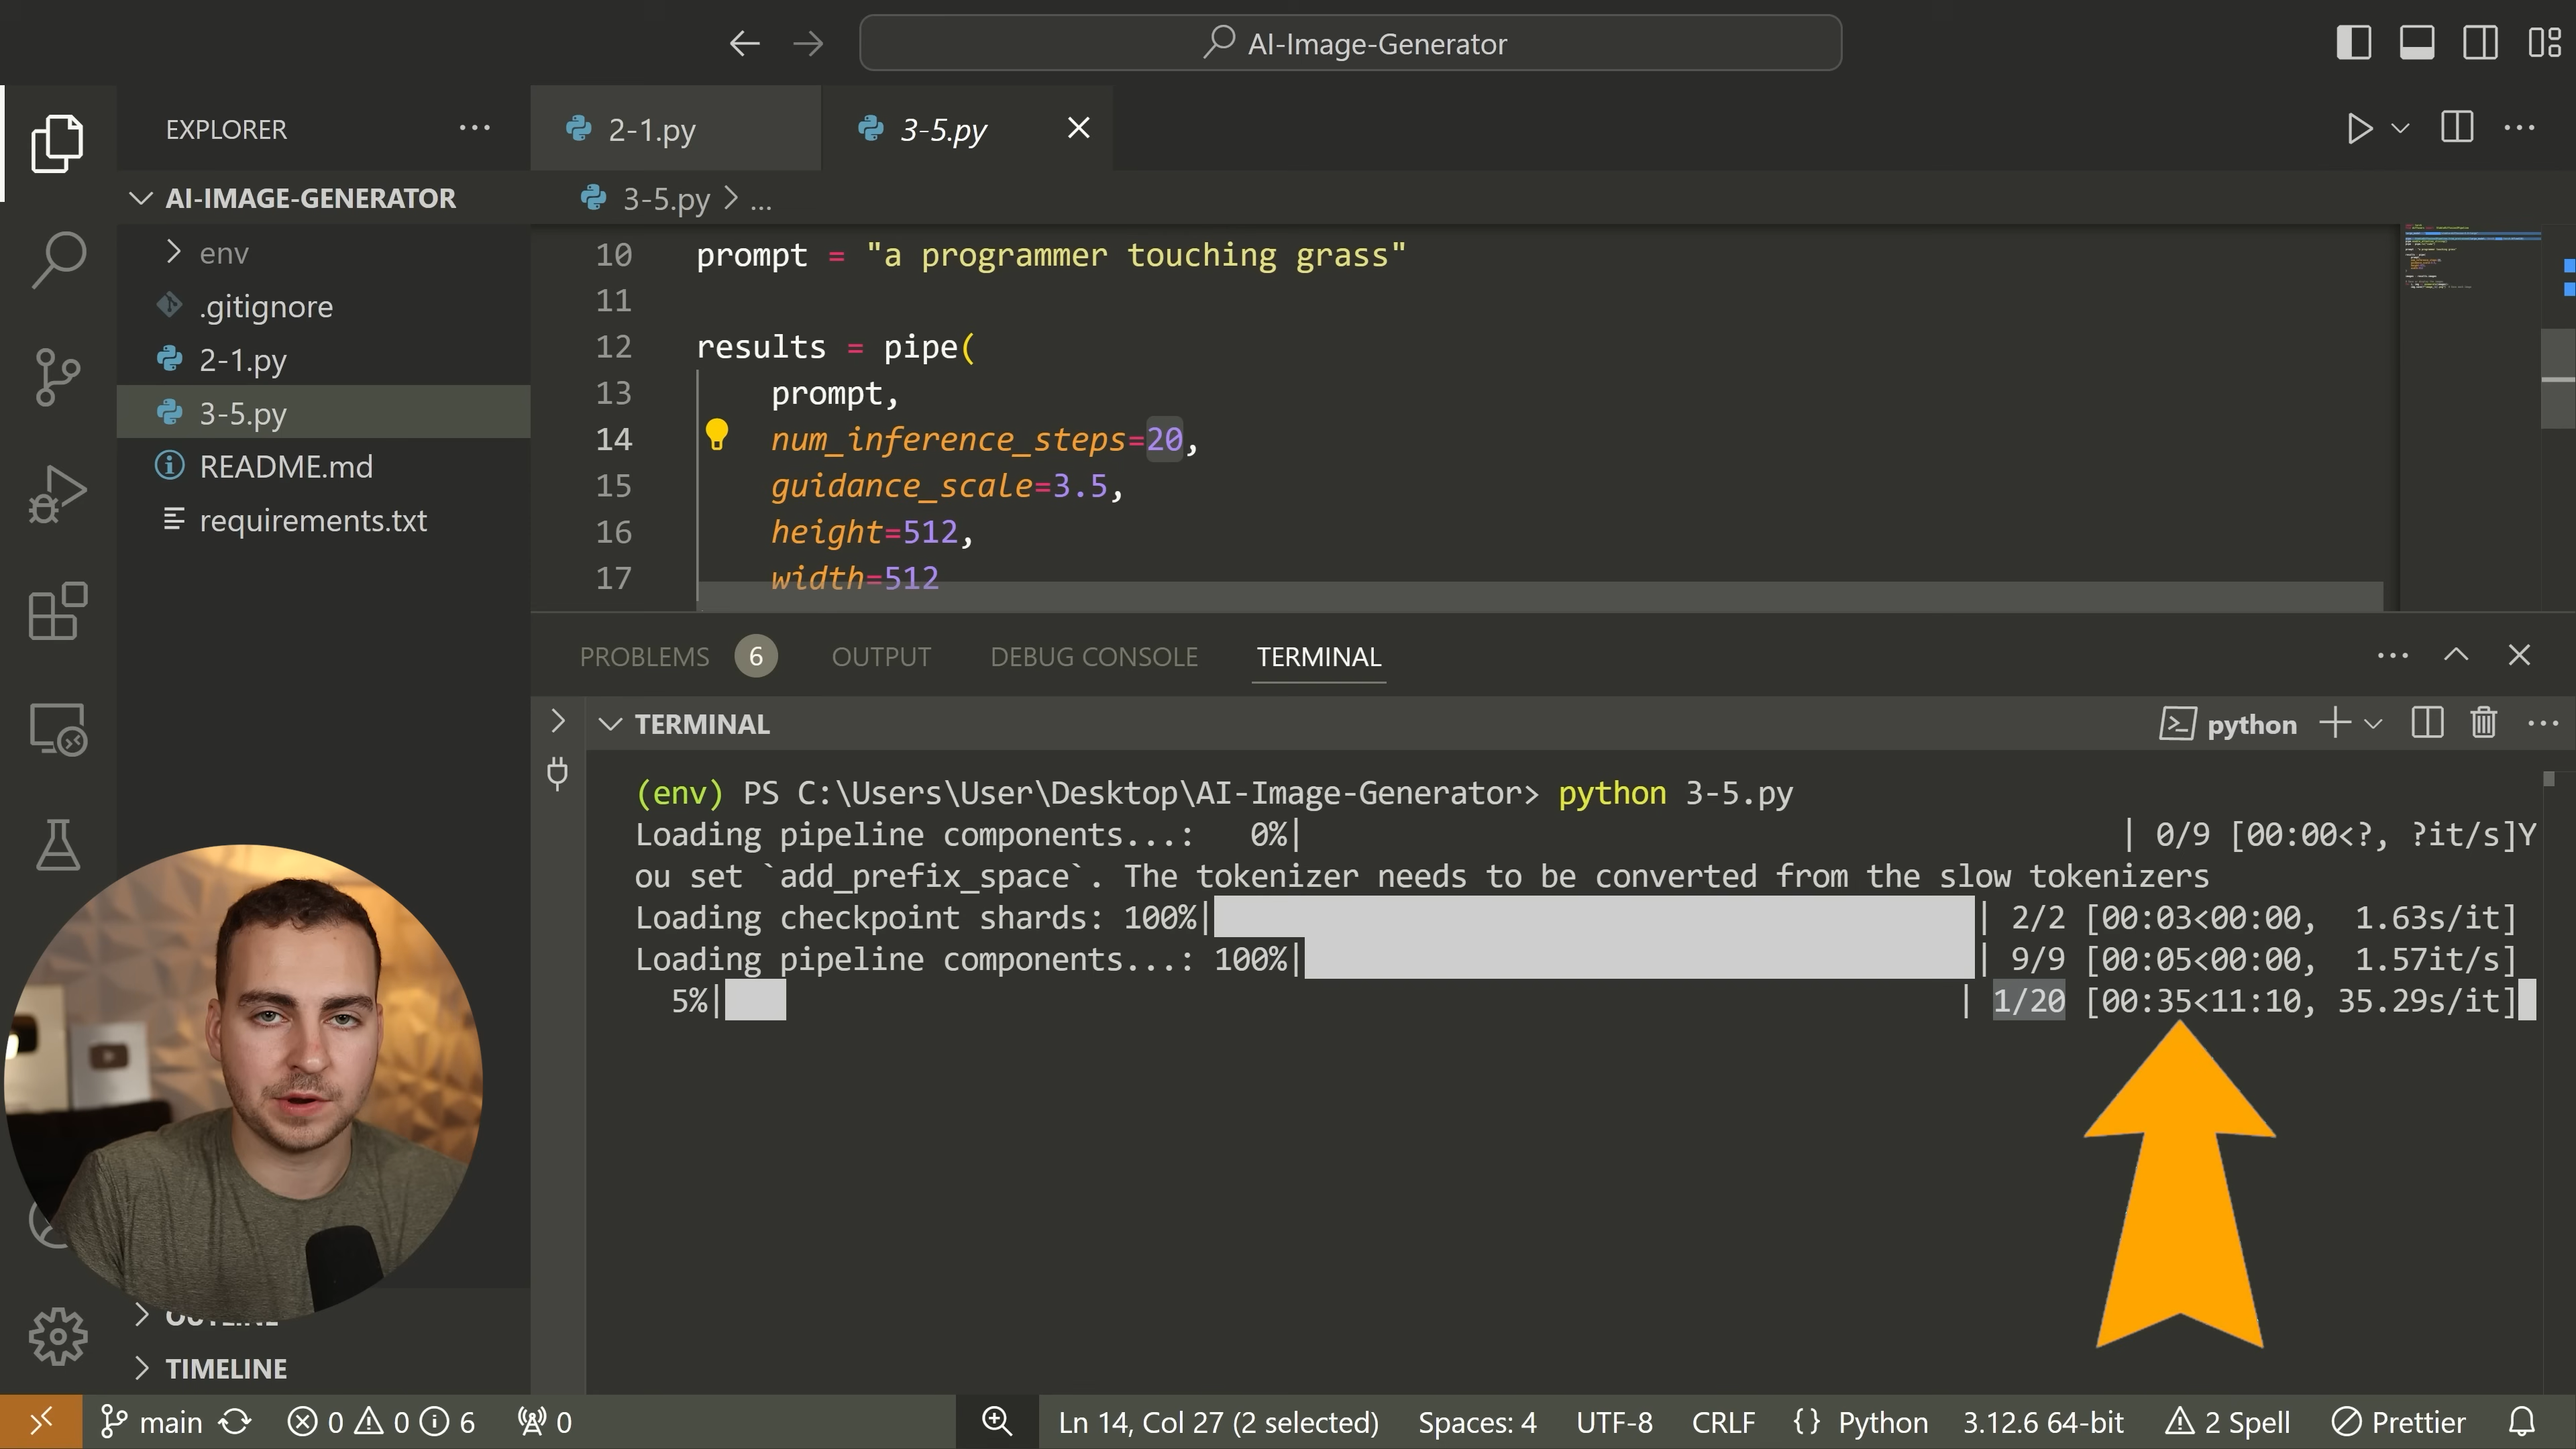 AI-Image-Generator
EXPLORER
2-1.py
3-5.py
AI-IMAGE-GENERATOR
3-5.py > ...
env
.gitignore
2-1.py
3-5.py
README.md
requirements.txt
10 prompt = "a programmer touching grass"
11
12 results = pipe(
13 prompt,
14 num_inference_steps=20,
15 guidance_scale=3.5,
16 height=512,
17 width=512
PROBLEMS 6 OUTPUT DEBUG CONSOLE TERMINAL
TERMINAL
python
(env) PS C:\Users\User\Desktop\AI-Image-Generator> python 3-5.py
Loading pipeline components...: 0%| | 0/9 [00:00<?, ?it/s]Y
ou set `add_prefix_space`. The tokenizer needs to be converted from the slow tokenizers
Loading checkpoint shards: 100%| | 2/2 [00:03<00:00, 1.63s/it]
Loading pipeline components...: 100%| | 9/9 [00:05<00:00, 1.57it/s]
5%| | 1/20 [00:35<11:10, 35.29s/it]
OUTLINE
TIMELINE
main 0 0 6 0 Ln 14, Col 27 (2 selected) Spaces: 4 UTF-8 CRLF {} Python 3.12.6 64-bit 2 Spell Prettier